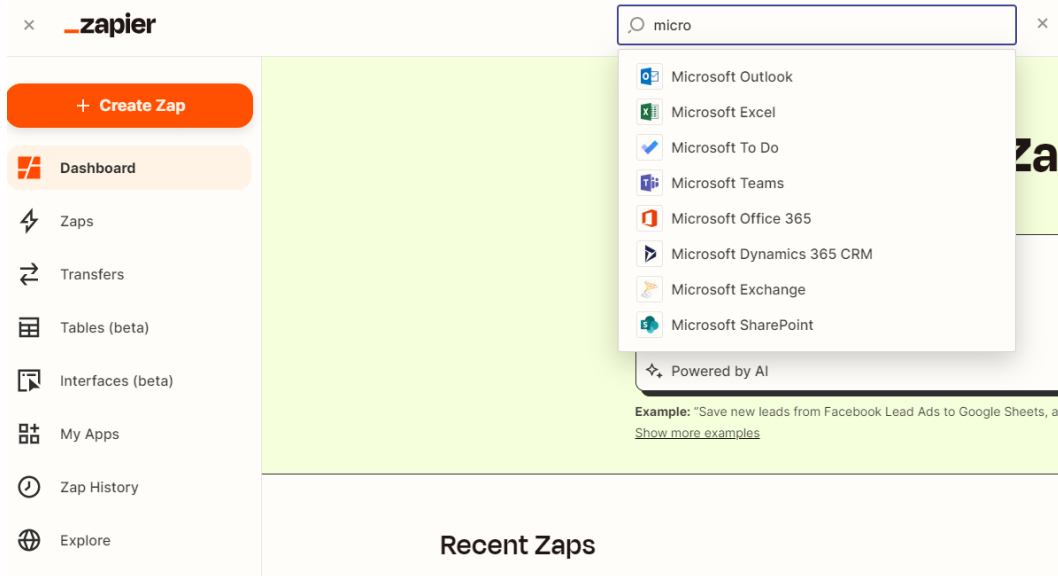 _zapier
micro
+ Create Zap
Dashboard
Zaps
Transfers
Tables (beta)
Interfaces (beta)
My Apps
Zap History
Explore
Microsoft Outlook
Microsoft Excel
Microsoft To Do
Microsoft Teams
Microsoft Office 365
Microsoft Dynamics 365 CRM
Microsoft Exchange
Microsoft SharePoint
Za
Powered by AI
Example: “Save new leads from Facebook Lead Ads to Google Sheets, a
Show more examples
Recent Zaps